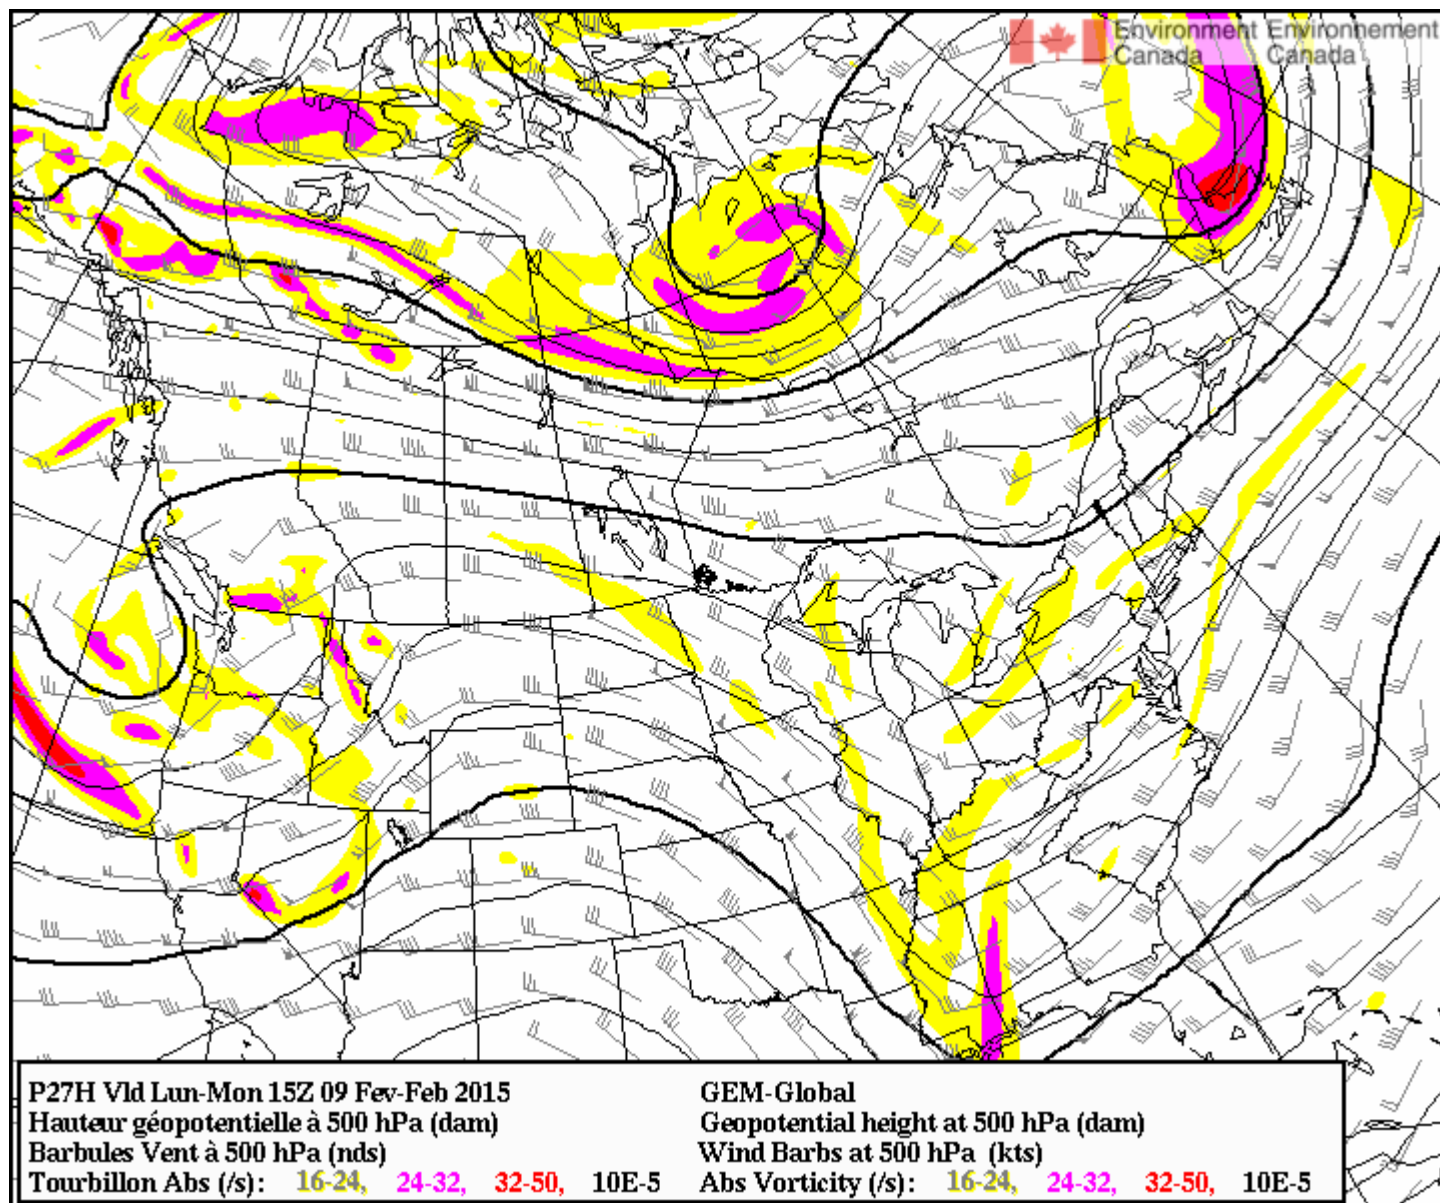 Environment Environnement
Canada Canada
P27H Vld Lun-Mon 15Z 09 Fev-Feb 2015 GEM-Global
Hauteur géopotentielle à 500 hPa (dam) Geopotential height at 500 hPa (dam)
Barbules Vent à 500 hPa (nds) Wind Barbs at 500 hPa (kts)
Tourbillon Abs (/s): 16-24, 24-32, 32-50, 10E-5 Abs Vorticity (/s): 16-24, 24-32, 32-50, 10E-5